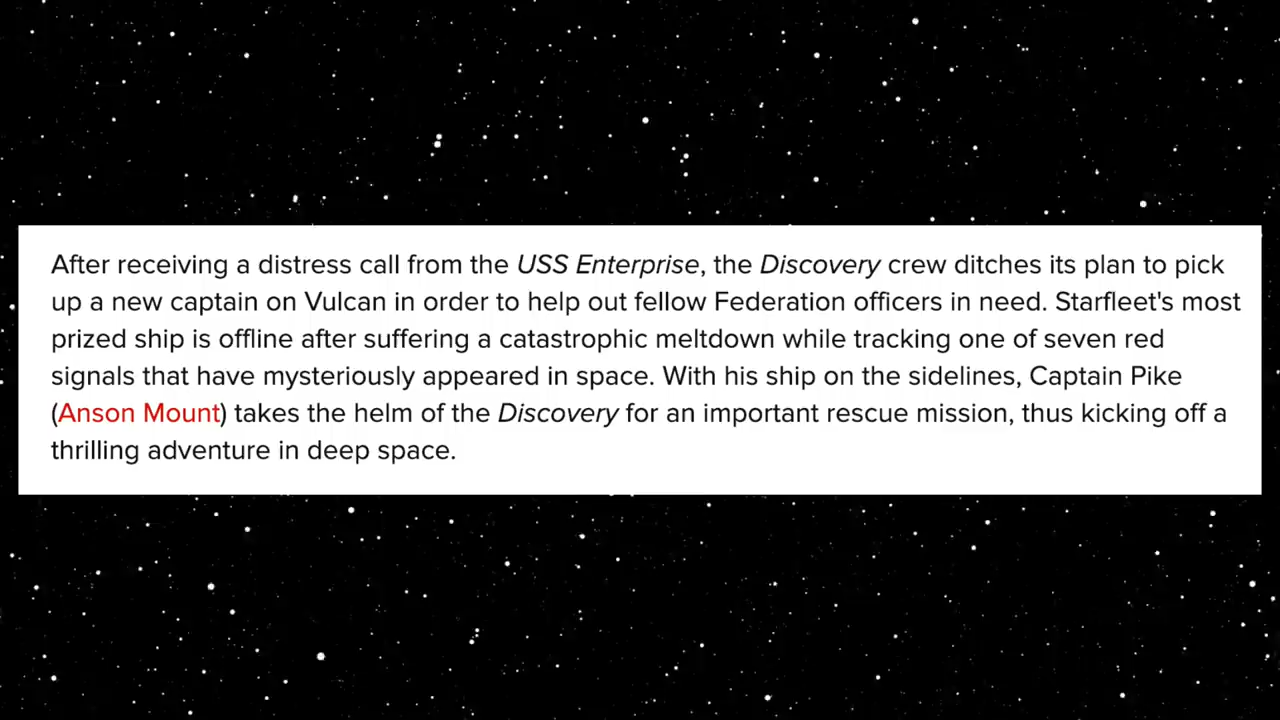 After receiving a distress call from the USS Enterprise, the Discovery crew ditches its plan to pick
up a new captain on Vulcan in order to help out fellow Federation officers in need. Starfleet's most
prized ship is offline after suffering a catastrophic meltdown while tracking one of seven red
signals that have mysteriously appeared in space. With his ship on the sidelines, Captain Pike
(Anson Mount) takes the helm of the Discovery for an important rescue mission, thus kicking off a
thrilling adventure in deep space.